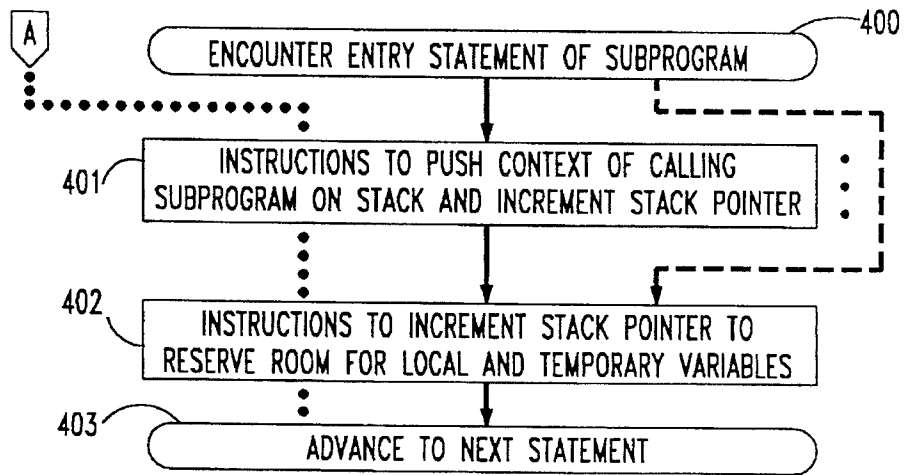 A
400
ENCOUNTER ENTRY STATEMENT OF SUBPROGRAM
401
INSTRUCTIONS TO PUSH CONTEXT OF CALLING
SUBPROGRAM ON STACK AND INCREMENT STACK POINTER
402
INSTRUCTIONS TO INCREMENT STACK POINTER TO
RESERVE ROOM FOR LOCAL AND TEMPORARY VARIABLES
403
ADVANCE TO NEXT STATEMENT